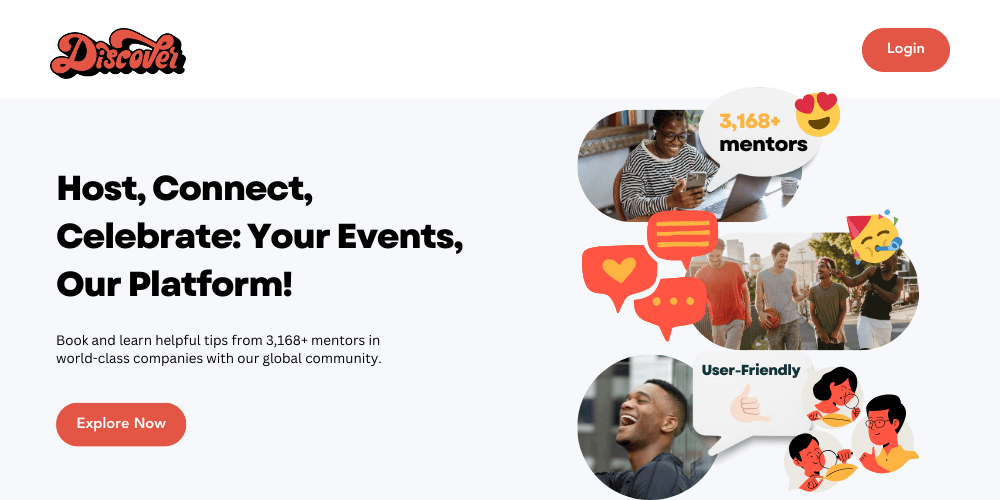 Discover
Login
3,168+
mentors
Host, Connect,
Celebrate: Your Events,
Our Platform!
Book and learn helpful tips from 3,168+ mentors in
world-class companies with our global community.
Explore Now
User-Friendly